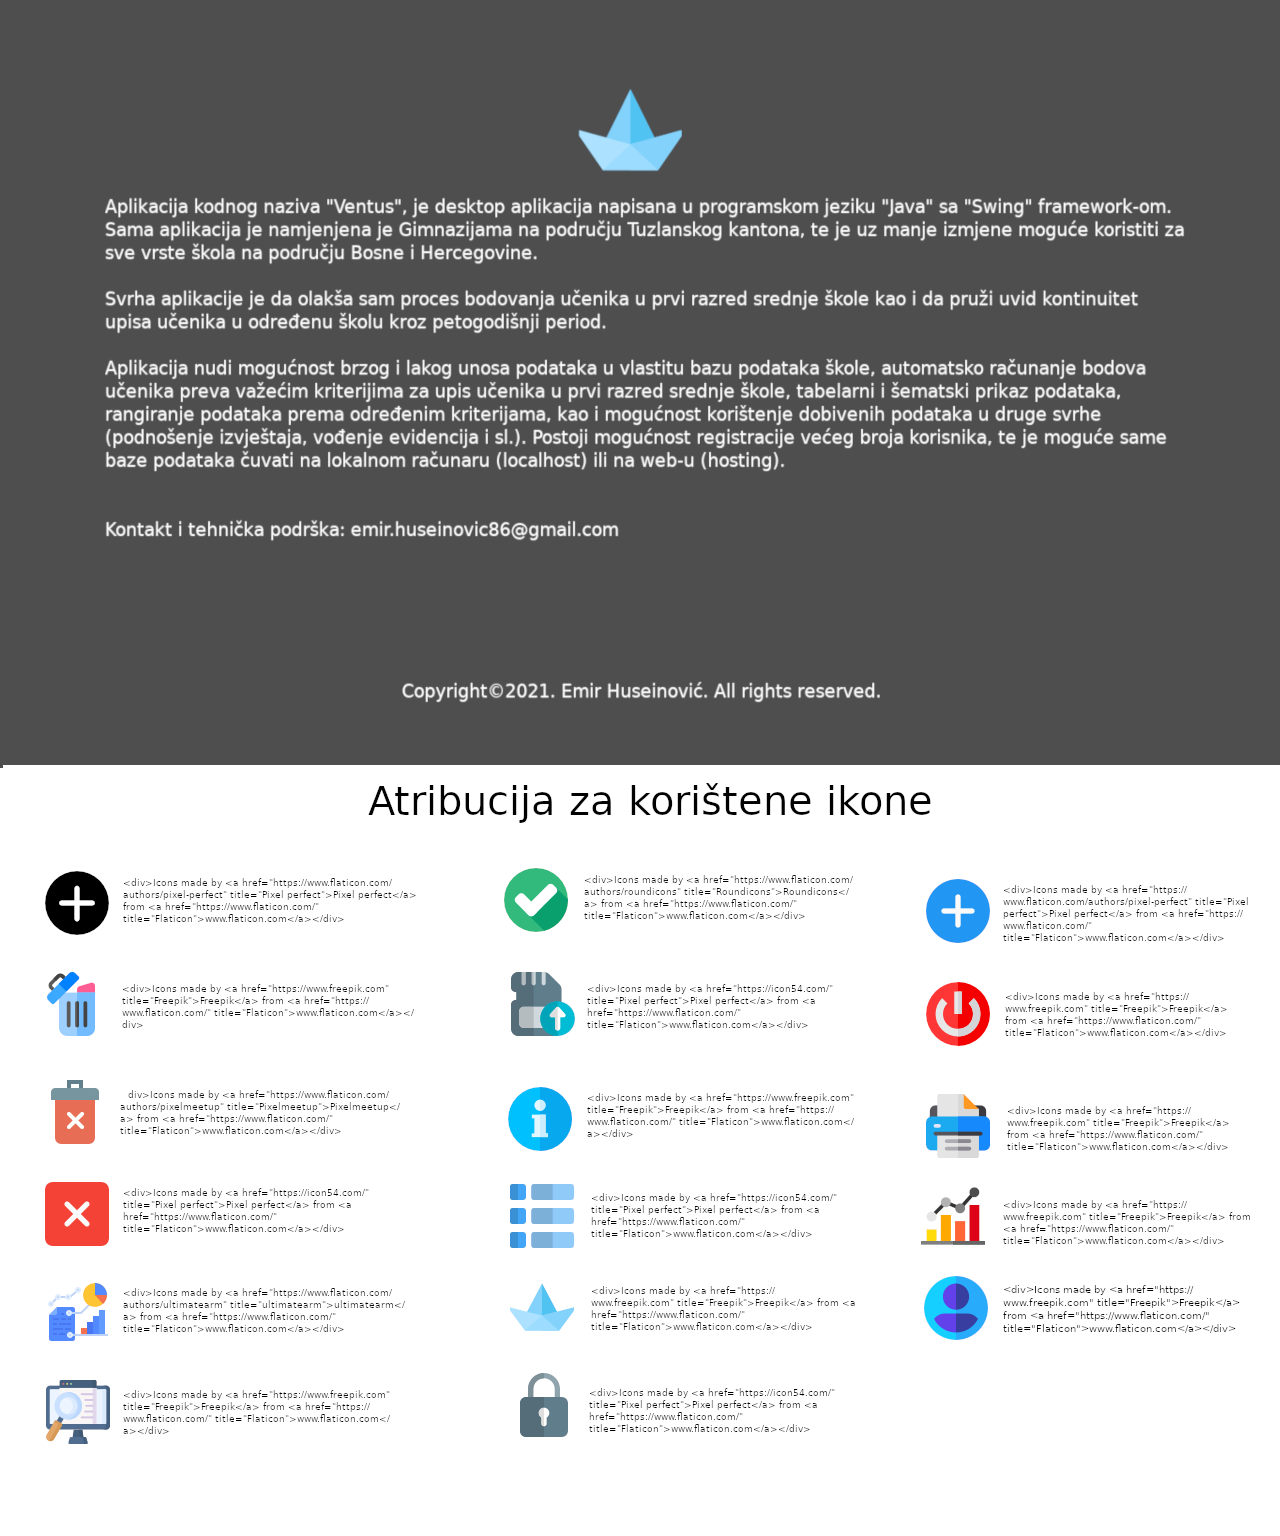 Aplikacija kodnog naziva "Ventus", je desktop aplikacija napisana u programskom jeziku "Java" sa "Swing" framework-om.
Sama aplikacija je namjenjena je Gimnazijama na području Tuzlanskog kantona, te je uz manje izmjene moguće koristiti za
sve vrste škola na području Bosne i Hercegovine.
Svrha aplikacije je da olakša sam proces bodovanja učenika u prvi razred srednje škole kao i da pruži uvid kontinuitet
upisa učenika u određenu školu kroz petogodišnji period.
Aplikacija nudi mogućnost brzog i lakog unosa podataka u vlastitu bazu podataka škole, automatsko računanje bodova
učenika preva važećim kriterijima za upis učenika u prvi razred srednje škole, tabelarni i šematski prikaz podataka,
rangiranje podataka prema određenim kriterijama, kao i mogućnost korištenje dobivenih podataka u druge svrhe
(podnošenje izvještaja, vođenje evidencija i sl.). Postoji mogućnost registracije većeg broja korisnika, te je moguće same
baze podataka čuvati na lokalnom računaru (localhost) ili na web-u (hosting).
Kontakt i tehnička podrška: emir.huseinovic86@gmail.com
Copyright©2021. Emir Huseinović. All rights reserved.
Atribucija za korištene ikone
<div>Icons made by <a href="https://www.flaticon.com/
authors/pixel-perfect" title="Pixel perfect">Pixel perfect</a>
from <a href="https://www.flaticon.com/"
title="Flaticon">www.flaticon.com</a></div>
<div>Icons made by <a href="https://www.flaticon.com/
authors/roundicons" title="Roundicons">Roundicons</
a> from <a href="https://www.flaticon.com/"
title="Flaticon">www.flaticon.com</a></div>
<div>Icons made by <a href="https://
www.flaticon.com/authors/pixel-perfect" title="Pixel
perfect">Pixel perfect</a> from <a href="https://
www.flaticon.com/"
title="Flaticon">www.flaticon.com</a></div>
<div>Icons made by <a href="https://www.freepik.com"
title="Freepik">Freepik</a> from <a href="https://
www.flaticon.com/" title="Flaticon">www.flaticon.com</a></
div>
<div>Icons made by <a href="https://icon54.com/"
title="Pixel perfect">Pixel perfect</a> from <a
href="https://www.flaticon.com/"
title="Flaticon">www.flaticon.com</a></div>
<div>Icons made by <a href="https://
www.freepik.com" title="Freepik">Freepik</a>
from <a href="https://www.flaticon.com/"
title="Flaticon">www.flaticon.com</a></div>
div>Icons made by <a href="https://www.flaticon.com/
authors/pixelmeetup" title="Pixelmeetup">Pixelmeetup</
a> from <a href="https://www.flaticon.com/"
title="Flaticon">www.flaticon.com</a></div>
<div>Icons made by <a href="https://www.freepik.com"
title="Freepik">Freepik</a> from <a href="https://
www.flaticon.com/" title="Flaticon">www.flaticon.com</
a></div>
<div>Icons made by <a href="https://
www.freepik.com" title="Freepik">Freepik</a>
from <a href="https://www.flaticon.com/"
title="Flaticon">www.flaticon.com</a></div>
<div>Icons made by <a href="https://icon54.com/"
title="Pixel perfect">Pixel perfect</a> from <a
href="https://www.flaticon.com/"
title="Flaticon">www.flaticon.com</a></div>
<div>Icons made by <a href="https://icon54.com/"
title="Pixel perfect">Pixel perfect</a> from <a
href="https://www.flaticon.com/"
title="Flaticon">www.flaticon.com</a></div>
<div>Icons made by <a href="https://
www.freepik.com" title="Freepik">Freepik</a> from
<a href="https://www.flaticon.com/"
title="Flaticon">www.flaticon.com</a></div>
<div>Icons made by <a href="https://www.flaticon.com/
authors/ultimatearm" title="ultimatearm">ultimatearm</
a> from <a href="https://www.flaticon.com/"
title="Flaticon">www.flaticon.com</a></div>
<div>Icons made by <a href="https://
www.freepik.com" title="Freepik">Freepik</a> from <a
href="https://www.flaticon.com/"
title="Flaticon">www.flaticon.com</a></div>
<div>Icons made by <a href="https://
www.freepik.com" title="Freepik">Freepik</a>
from <a href="https://www.flaticon.com/"
title="Flaticon">www.flaticon.com</a></div>
<div>Icons made by <a href="https://www.freepik.com"
title="Freepik">Freepik</a> from <a href="https://
www.flaticon.com/" title="Flaticon">www.flaticon.com</
a></div>
<div>Icons made by <a href="https://icon54.com/"
title="Pixel perfect">Pixel perfect</a> from <a
href="https://www.flaticon.com/"
title="Flaticon">www.flaticon.com</a></div>